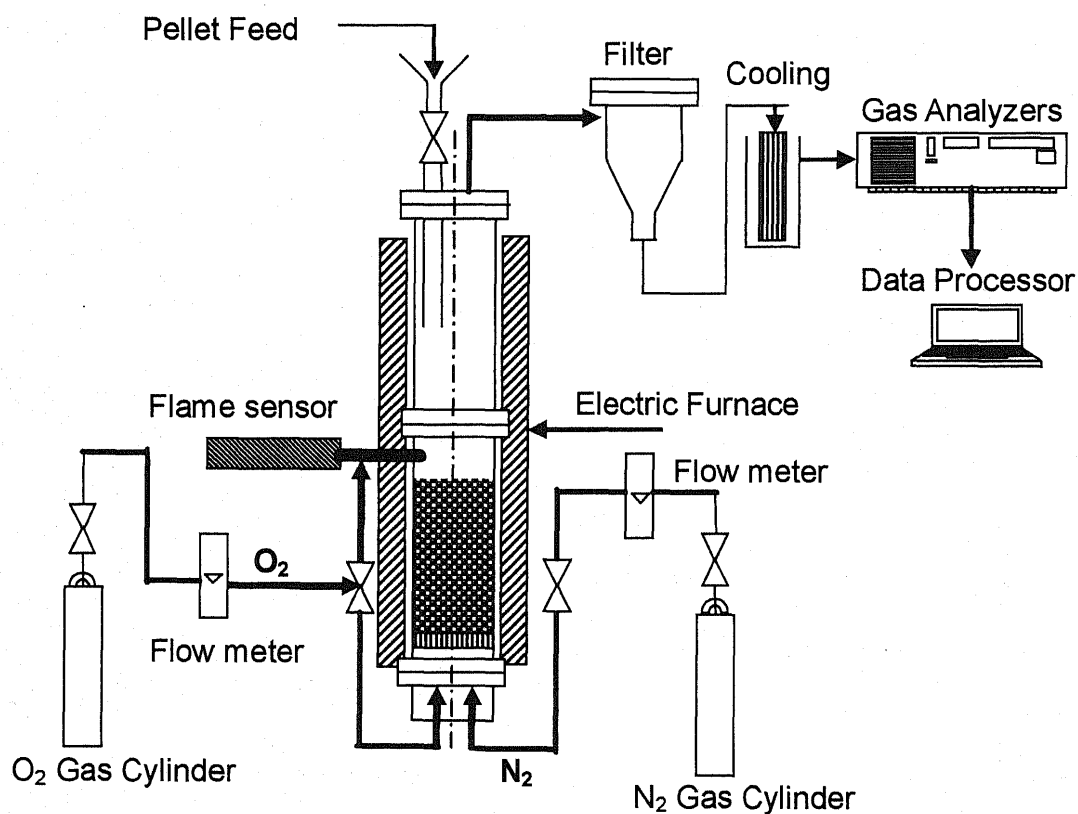 Pellet Feed
Filter
Cooling
Gas Analyzers
Data Processor
Electric Furnace
Flame sensor
Flow meter
O₂
Flow meter
O₂ Gas Cylinder
N₂
N₂ Gas Cylinder